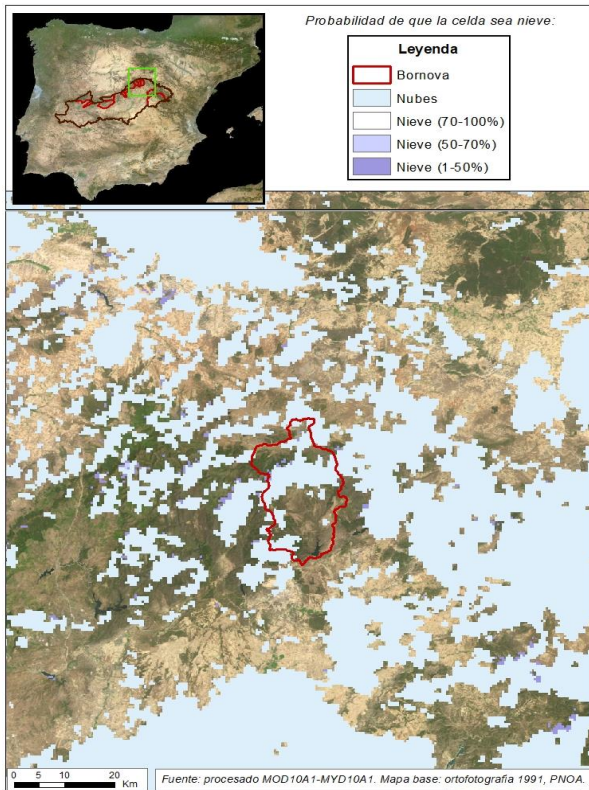 Probabilidad de que la celda sea nieve:
Leyenda
Bornova
Nubes
Nieve (70-100%)
Nieve (50-70%)
Nieve (1-50%)
0 5 10 20
Km
Fuente: procesado MOD10A1-MYD10A1. Mapa base: ortofotografia 1991, PNOA.